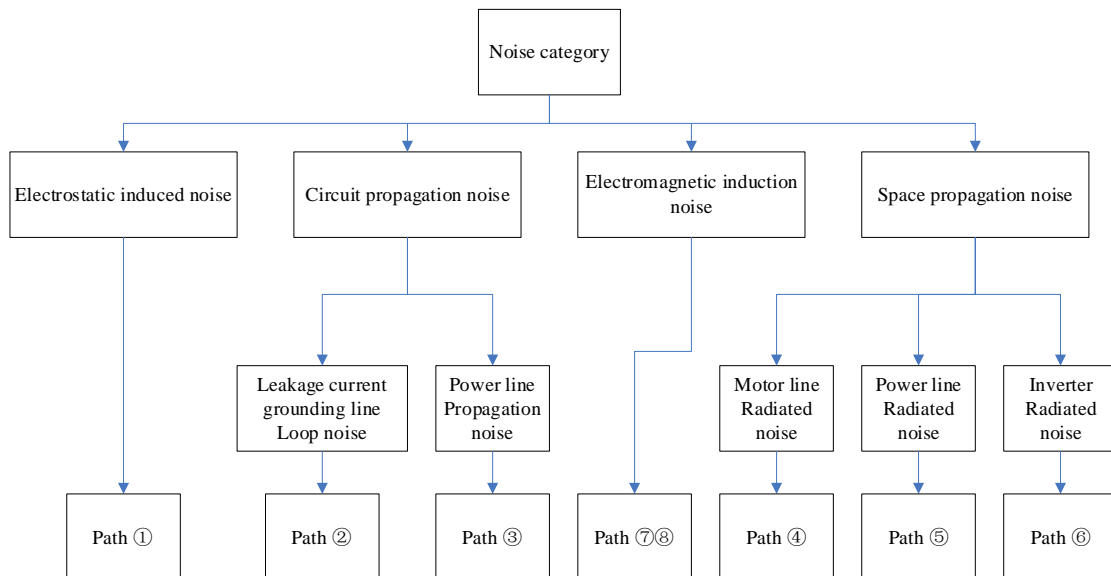 Noise category
Electrostatic induced noise
Circuit propagation noise
Electromagnetic induction
noise
Space propagation noise
Leakage current
grounding line
Loop noise
Power line
Propagation
noise
Motor line
Radiated
noise
Power line
Radiated
noise
Inverter
Radiated
noise
Path ①
Path ②
Path ③
Path ⑦⑧
Path ④
Path ⑤
Path ⑥